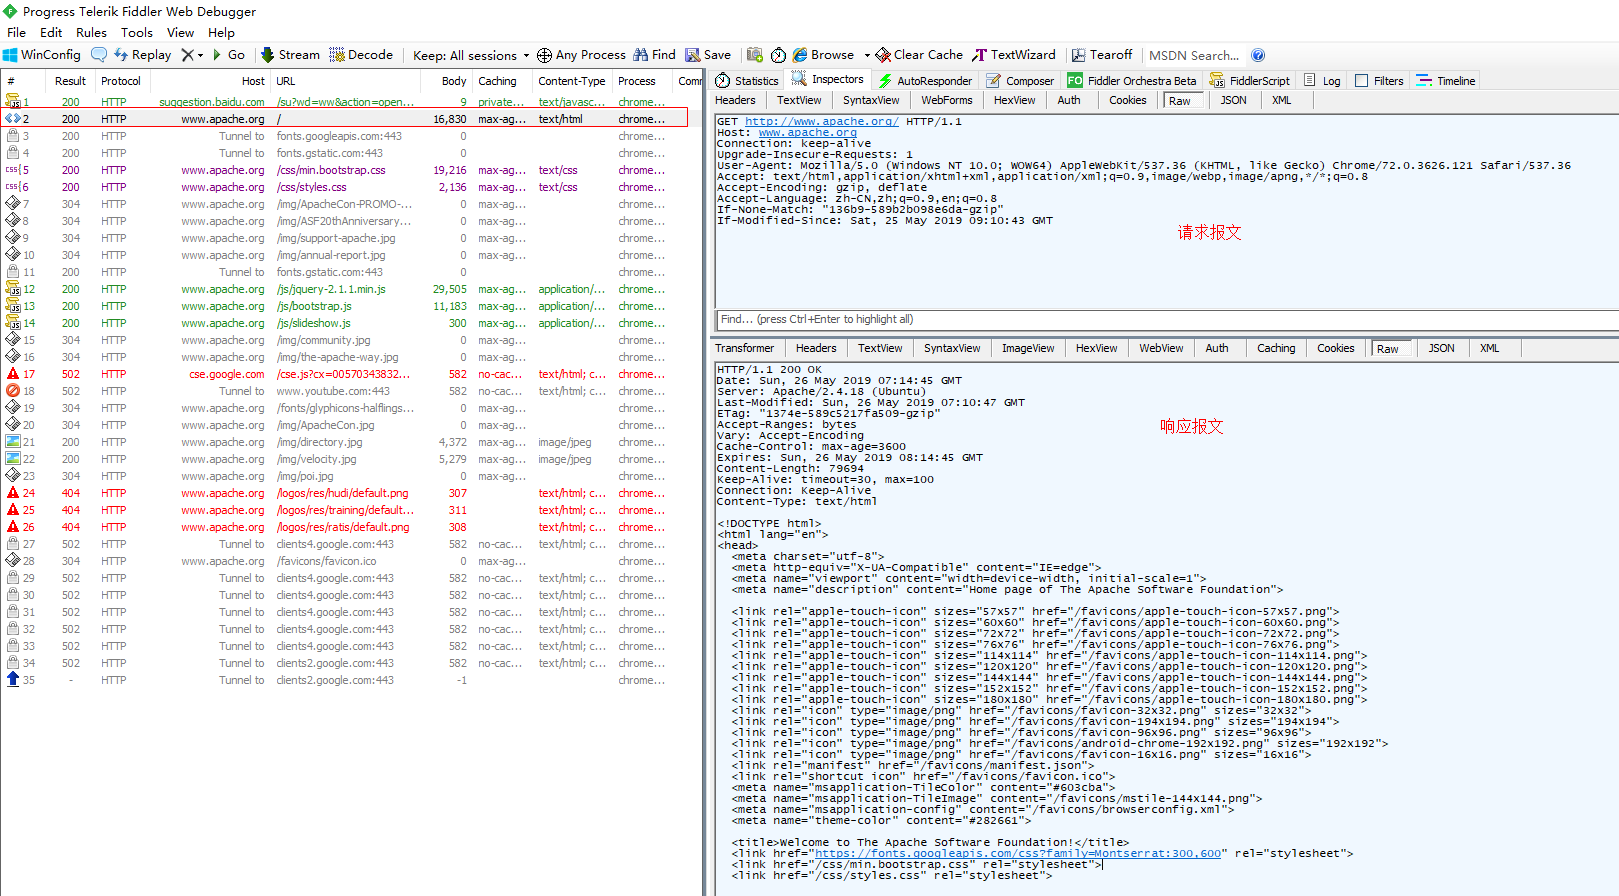 Progress Telerik Fiddler Web Debugger
File Edit Rules Tools View Help
WinConfig Replay Go Stream Decode Keep: All sessions Any Process Find Save Browse Clear Cache TextWizard Tearoff MSDN Search...
# Result Protocol Host URL Body Caching Content-Type Process Comm
1 200 HTTP suggestion.baidu.com /su?wd=ww&action=open... 9 private... text/javasc... chrome...
2 200 HTTP www.apache.org / 16,830 max-ag... text/html chrome...
3 200 HTTP Tunnel to fonts.googleapis.com:443 0 chrome...
4 200 HTTP Tunnel to fonts.gstatic.com:443 0 chrome...
5 200 HTTP www.apache.org /css/min.bootstrap.css 19,216 max-ag... text/css chrome...
6 200 HTTP www.apache.org /css/styles.css 2,136 max-ag... text/css chrome...
7 304 HTTP www.apache.org /img/ApacheCon-PROMO-... 0 max-ag... chrome...
8 304 HTTP www.apache.org /img/ASF20thAnniversary... 0 max-ag... chrome...
9 304 HTTP www.apache.org /img/support-apache.jpg 0 max-ag... chrome...
10 304 HTTP www.apache.org /img/annual-report.jpg 0 max-ag... chrome...
11 200 HTTP Tunnel to fonts.gstatic.com:443 0 chrome...
12 200 HTTP www.apache.org /js/jquery-2.1.1.min.js 29,505 max-ag... application/... chrome...
13 200 HTTP www.apache.org /js/bootstrap.js 11,183 max-ag... application/... chrome...
14 200 HTTP www.apache.org /js/slideshow.js 300 max-ag... application/... chrome...
15 304 HTTP www.apache.org /img/community.jpg 0 max-ag... chrome...
16 304 HTTP www.apache.org /img/the-apache-way.jpg 0 max-ag... chrome...
17 502 HTTP cse.google.com /cse.js?cx=00570343832... 582 no-cac... text/html; c... chrome...
18 502 HTTP Tunnel to www.youtube.com:443 582 no-cac... text/html; c... chrome...
19 304 HTTP www.apache.org /fonts/glyphicons-halflings... 0 max-ag... chrome...
20 304 HTTP www.apache.org /img/ApacheCon.jpg 0 max-ag... chrome...
21 200 HTTP www.apache.org /img/directory.jpg 4,372 max-ag... image/jpeg chrome...
22 200 HTTP www.apache.org /img/velocity.jpg 5,279 max-ag... image/jpeg chrome...
23 304 HTTP www.apache.org /img/poi.jpg 0 max-ag... chrome...
24 404 HTTP www.apache.org /logos/res/hudi/default.png 307 text/html; c... chrome...
25 404 HTTP www.apache.org /logos/res/training/default... 311 text/html; c... chrome...
26 404 HTTP www.apache.org /logos/res/ratis/default.png 308 text/html; c... chrome...
27 502 HTTP Tunnel to clients4.google.com:443 582 no-cac... text/html; c... chrome...
28 304 HTTP www.apache.org /favicons/favicon.ico 0 max-ag... chrome...
29 502 HTTP Tunnel to clients4.google.com:443 582 no-cac... text/html; c... chrome...
30 502 HTTP Tunnel to clients4.google.com:443 582 no-cac... text/html; c... chrome...
31 502 HTTP Tunnel to clients4.google.com:443 582 no-cac... text/html; c... chrome...
32 502 HTTP Tunnel to clients4.google.com:443 582 no-cac... text/html; c... chrome...
33 502 HTTP Tunnel to clients4.google.com:443 582 no-cac... text/html; c... chrome...
34 502 HTTP Tunnel to clients2.google.com:443 582 no-cac... text/html; c... chrome...
35 - HTTP Tunnel to clients2.google.com:443 -1 chrome...
Statistics Inspectors AutoResponder Composer FO Fiddler Orchestra Beta FiddlerScript Log Filters Timeline
Headers TextView SyntaxView WebForms HexView Auth Cookies Raw JSON XML
GET http://www.apache.org/ HTTP/1.1
Host: www.apache.org
Connection: keep-alive
Upgrade-Insecure-Requests: 1
User-Agent: Mozilla/5.0 (Windows NT 10.0; WOW64) AppleWebKit/537.36 (KHTML, like Gecko) Chrome/72.0.3626.121 Safari/537.36
Accept: text/html,application/xhtml+xml,application/xml;q=0.9,image/webp,image/apng,*/*;q=0.8
Accept-Encoding: gzip, deflate
Accept-Language: zh-CN,zh;q=0.9,en;q=0.8
If-None-Match: "136b9-589b2b098e6da-gzip"
If-Modified-Since: Sat, 25 May 2019 09:10:43 GMT
请求报文
Find... (press Ctrl+Enter to highlight all)
Transformer Headers TextView SyntaxView ImageView HexView WebView Auth Caching Cookies Raw JSON XML
HTTP/1.1 200 OK
Date: Sun, 26 May 2019 07:14:45 GMT
Server: Apache/2.4.18 (Ubuntu)
Last-Modified: Sun, 26 May 2019 07:10:47 GMT
ETag: "1374e-589c5217fa509-gzip"
Accept-Ranges: bytes
响应报文
Vary: Accept-Encoding
Cache-Control: max-age=3600
Expires: Sun, 26 May 2019 08:14:45 GMT
Content-Length: 79694
Keep-Alive: timeout=30, max=100
Connection: Keep-Alive
Content-Type: text/html
<!DOCTYPE html>
<html lang="en">
<head>
<meta charset="utf-8">
<meta http-equiv="X-UA-Compatible" content="IE=edge">
<meta name="viewport" content="width=device-width, initial-scale=1">
<meta name="description" content="Home page of The Apache Software Foundation">
<link rel="apple-touch-icon" sizes="57x57" href="/favicons/apple-touch-icon-57x57.png">
<link rel="apple-touch-icon" sizes="60x60" href="/favicons/apple-touch-icon-60x60.png">
<link rel="apple-touch-icon" sizes="72x72" href="/favicons/apple-touch-icon-72x72.png">
<link rel="apple-touch-icon" sizes="76x76" href="/favicons/apple-touch-icon-76x76.png">
<link rel="apple-touch-icon" sizes="114x114" href="/favicons/apple-touch-icon-114x114.png">
<link rel="apple-touch-icon" sizes="120x120" href="/favicons/apple-touch-icon-120x120.png">
<link rel="apple-touch-icon" sizes="144x144" href="/favicons/apple-touch-icon-144x144.png">
<link rel="apple-touch-icon" sizes="152x152" href="/favicons/apple-touch-icon-152x152.png">
<link rel="apple-touch-icon" sizes="180x180" href="/favicons/apple-touch-icon-180x180.png">
<link rel="icon" type="image/png" href="/favicons/favicon-32x32.png" sizes="32x32">
<link rel="icon" type="image/png" href="/favicons/favicon-194x194.png" sizes="194x194">
<link rel="icon" type="image/png" href="/favicons/favicon-96x96.png" sizes="96x96">
<link rel="icon" type="image/png" href="/favicons/android-chrome-192x192.png" sizes="192x192">
<link rel="icon" type="image/png" href="/favicons/favicon-16x16.png" sizes="16x16">
<link rel="manifest" href="/favicons/manifest.json">
<link rel="shortcut icon" href="/favicons/favicon.ico">
<meta name="msapplication-TileColor" content="#603cba">
<meta name="msapplication-TileImage" content="/favicons/mstile-144x144.png">
<meta name="msapplication-config" content="/favicons/browserconfig.xml">
<meta name="theme-color" content="#282661">
<title>Welcome to The Apache Software Foundation!</title>
<link href="https://fonts.googleapis.com/css?family=Montserrat:300,600" rel="stylesheet">
<link href="/css/min.bootstrap.css" rel="stylesheet">
<link href="/css/styles.css" rel="stylesheet">